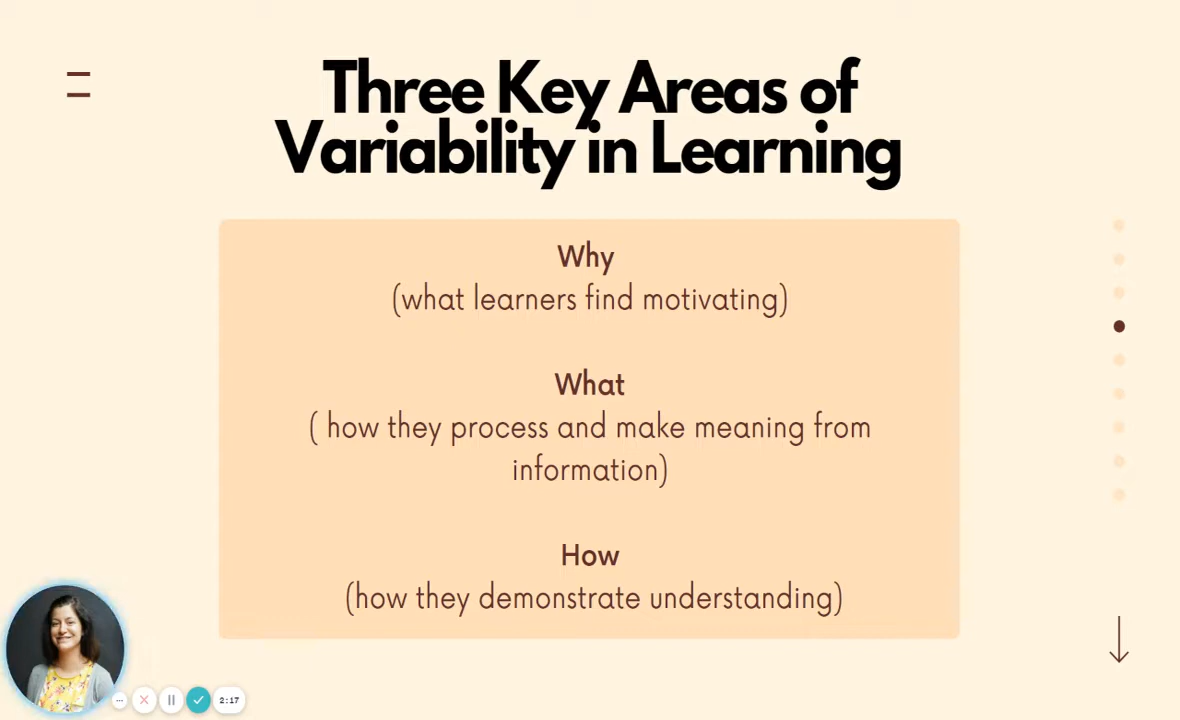 Three Key Areas of
Variability in Learning
Why
(what learners find motivating)
What
( how they process and make meaning from
information)
How
(how they demonstrate understanding)
2:17